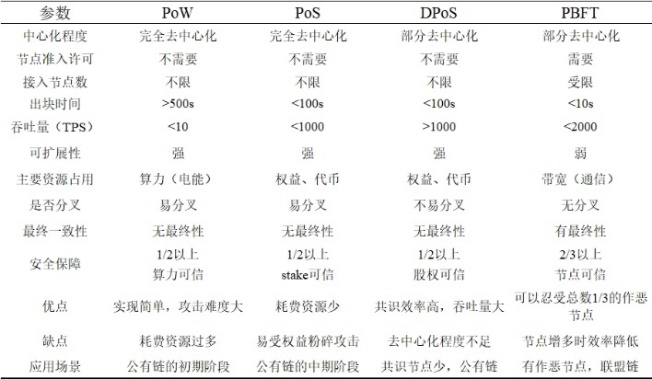 参数 PoW PoS DPoS PBFT
中心化程度 完全去中心化 完全去中心化 部分去中心化 部分去中心化
节点准入许可 不需要 不需要 不需要 需要
接入节点数 不限 不限 不限 受限
出块时间 >500s <100s <100s <10s
吞吐量（TPS） <10 <1000 >1000 <2000
可扩展性 强 强 强 弱
主要资源占用 算力（电能） 权益、代币 权益、代币 带宽（通信）
是否分叉 易分叉 易分叉 不易分叉 无分叉
最终一致性 无最终性 无最终性 无最终性 有最终性
安全保障 1/2以上 1/2以上 1/2以上 2/3以上
算力可信 stake可信 股权可信 节点可信
优点 实现简单，攻击难度大 耗费资源少 共识效率高，吞吐量大 可以忍受总数1/3的作恶
节点
缺点 耗费资源过多 易受权益粉碎攻击 去中心化程度不足 节点增多时效率降低
应用场景 公有链的初期阶段 公有链的中期阶段 共识节点少，公有链 有作恶节点，联盟链